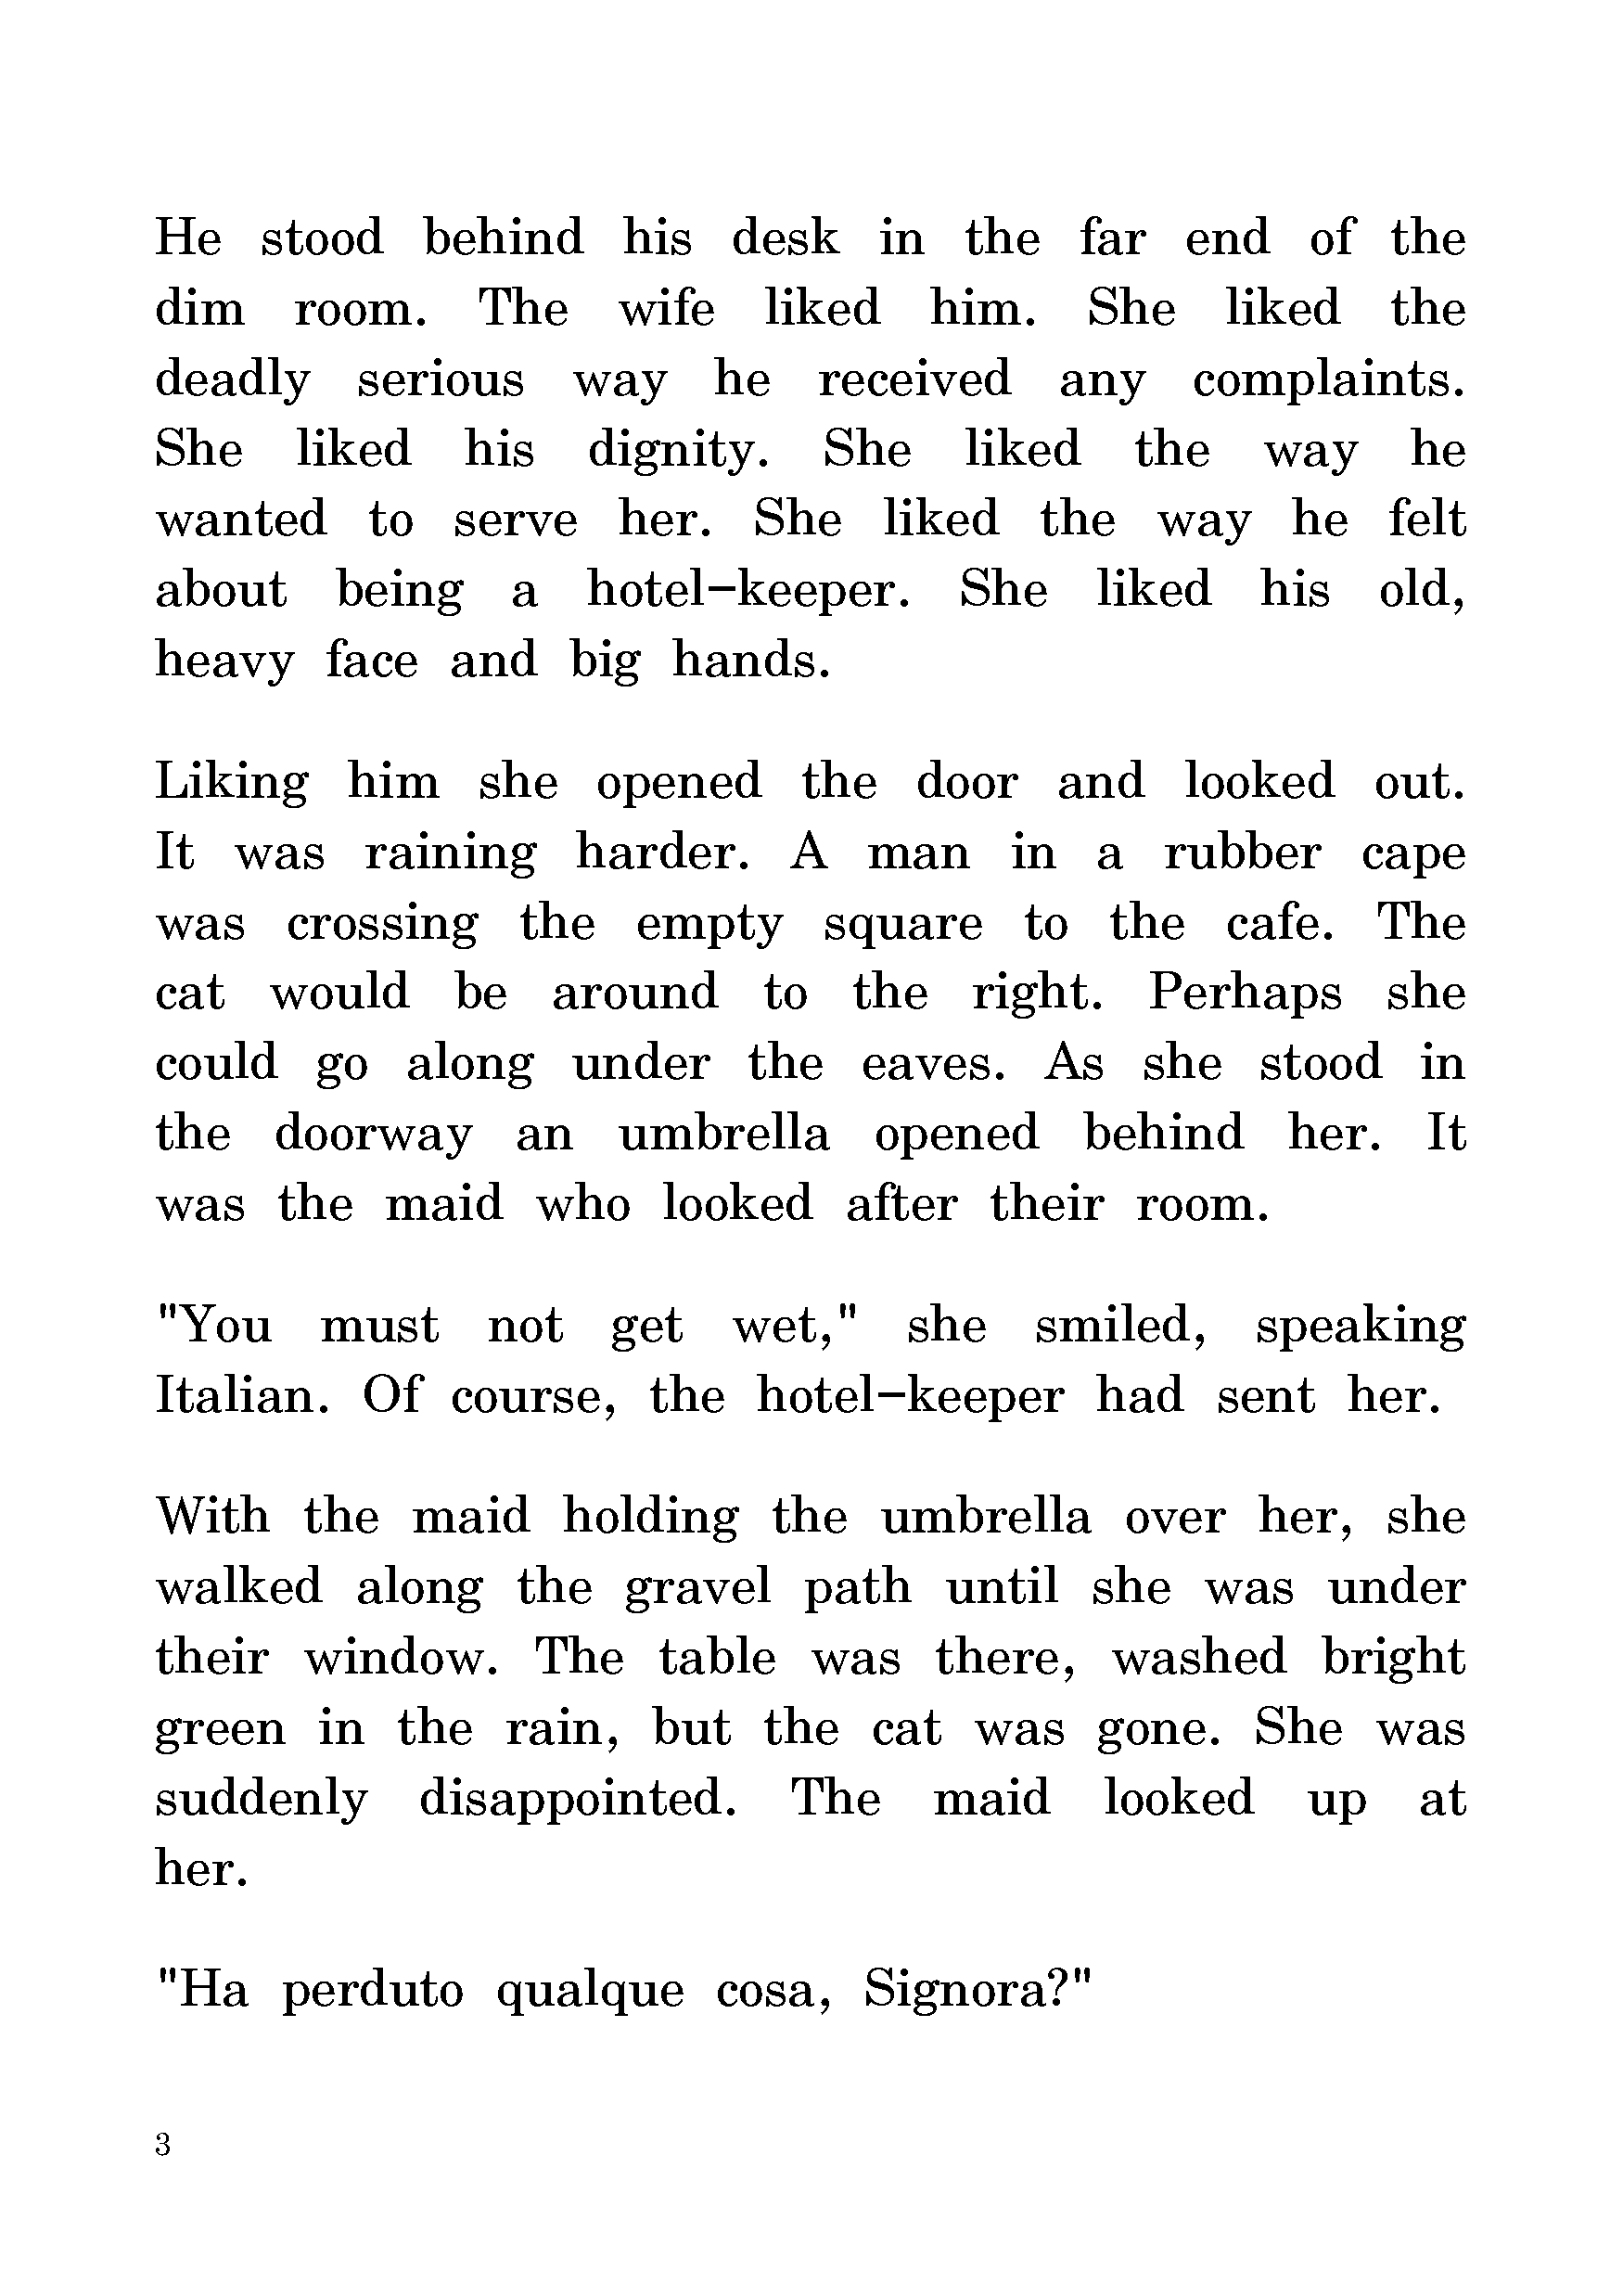 He stood behind his desk in the far end of the
dim room. The wife liked him. She liked the
deadly serious way he received any complaints.
She liked his dignity. She liked the way he
wanted to serve her. She liked the way he felt
about being a hotel-keeper. She liked his old,
heavy face and big hands.
Liking him she opened the door and looked out.
It was raining harder. A man in a rubber cape
was crossing the empty square to the cafe. The
cat would be around to the right. Perhaps she
could go along under the eaves. As she stood in
the doorway an umbrella opened behind her. It
was the maid who looked after their room.
"You must not get wet," she smiled, speaking
Italian. Of course, the hotel-keeper had sent her.
With the maid holding the umbrella over her, she
walked along the gravel path until she was under
their window. The table was there, washed bright
green in the rain, but the cat was gone. She was
suddenly disappointed. The maid looked up at
her.
"Ha perduto qualque cosa, Signora?"
3